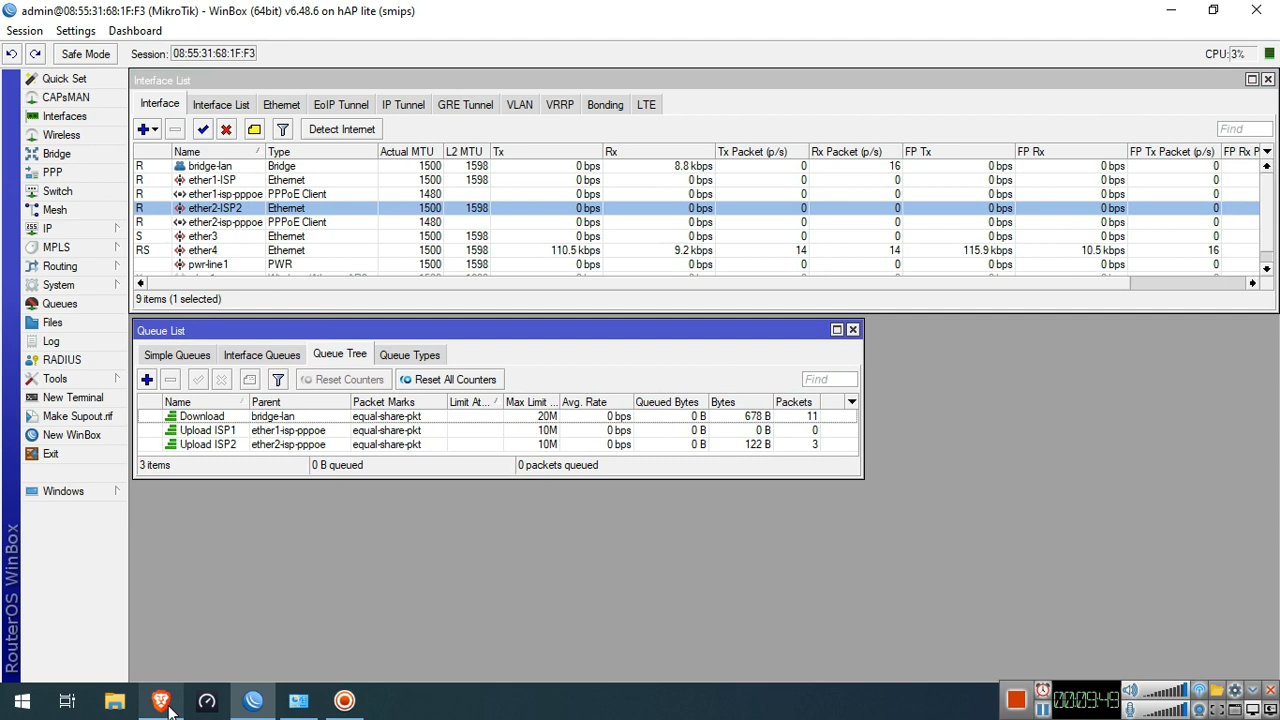 admin@08:55:31:68:1F:F3 (MikroTik) - WinBox (64bit) v6.48.6 on hAP lite (smips)
Session Settings Dashboard
Safe Mode Session: 08:55:31:68:1F:F3 CPU: 3%
Quick Set
CAPsMAN
Interfaces
Wireless
Bridge
PPP
Switch
Mesh
IP
MPLS
Routing
System
Queues
Files
Log
RADIUS
Tools
New Terminal
Make Supout.rif
New WinBox
Exit
Windows
RouterOS WinBox
Interface List
Interface Interface List Ethernet EoIP Tunnel IP Tunnel GRE Tunnel VLAN VRRP Bonding LTE
Detect Internet Find
Name Type Actual MTU L2 MTU Tx Rx Tx Packet (p/s) Rx Packet (p/s) FP Tx FP Rx FP Tx Packet (p/s) FP Rx P
R bridge-lan Bridge 1500 1598 0 bps 8.8 kbps 0 16 0 bps 0 bps 0
R ether1-ISP Ethernet 1500 1598 0 bps 0 bps 0 0 0 bps 0 bps 0
R ether1-isp-pppoe PPPoE Client 1480 0 bps 0 bps 0 0 0 bps 0 bps 0
R ether2-ISP2 Ethernet 1500 1598 0 bps 0 bps 0 0 0 bps 0 bps 0
R ether2-isp-pppoe PPPoE Client 1480 0 bps 0 bps 0 0 0 bps 0 bps 0
S ether3 Ethernet 1500 1598 0 bps 0 bps 0 0 0 bps 0 bps 0
RS ether4 Ethernet 1500 1598 110.5 kbps 9.2 kbps 14 14 115.9 kbps 10.5 kbps 16
pwr-line1 PWR 1500 1598 0 bps 0 bps 0 0 0 bps 0 bps 0
9 items (1 selected)
Queue List
Simple Queues Interface Queues Queue Tree Queue Types
Reset Counters Reset All Counters Find
Name Parent Packet Marks Limit At... Max Limit ... Avg. Rate Queued Bytes Bytes Packets
Download bridge-lan equal-share-pkt 20M 0 bps 0 B 678 B 11
Upload ISP1 ether1-isp-pppoe equal-share-pkt 10M 0 bps 0 B 0 B 0
Upload ISP2 ether2-isp-pppoe equal-share-pkt 10M 0 bps 0 B 122 B 3
3 items 0 B queued 0 packets queued
00:09:49